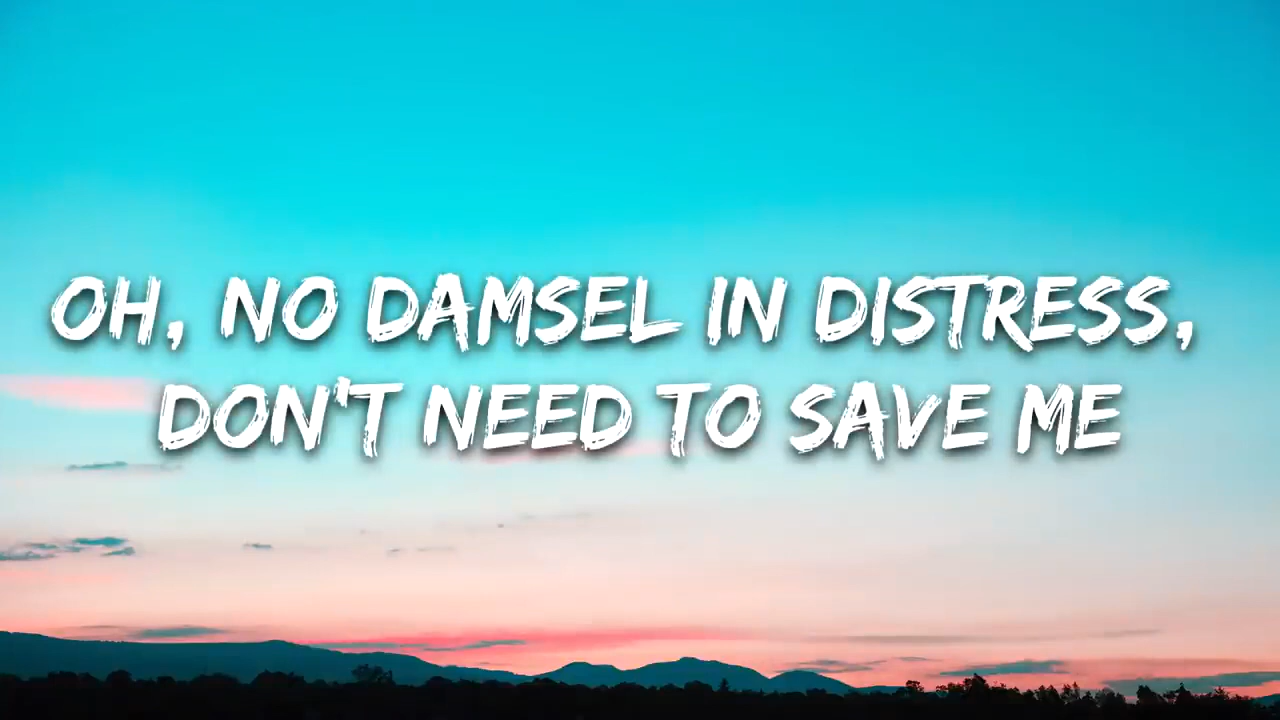 OH, NO DAMSEL IN DISTRESS,
DON'T NEED TO SAVE ME